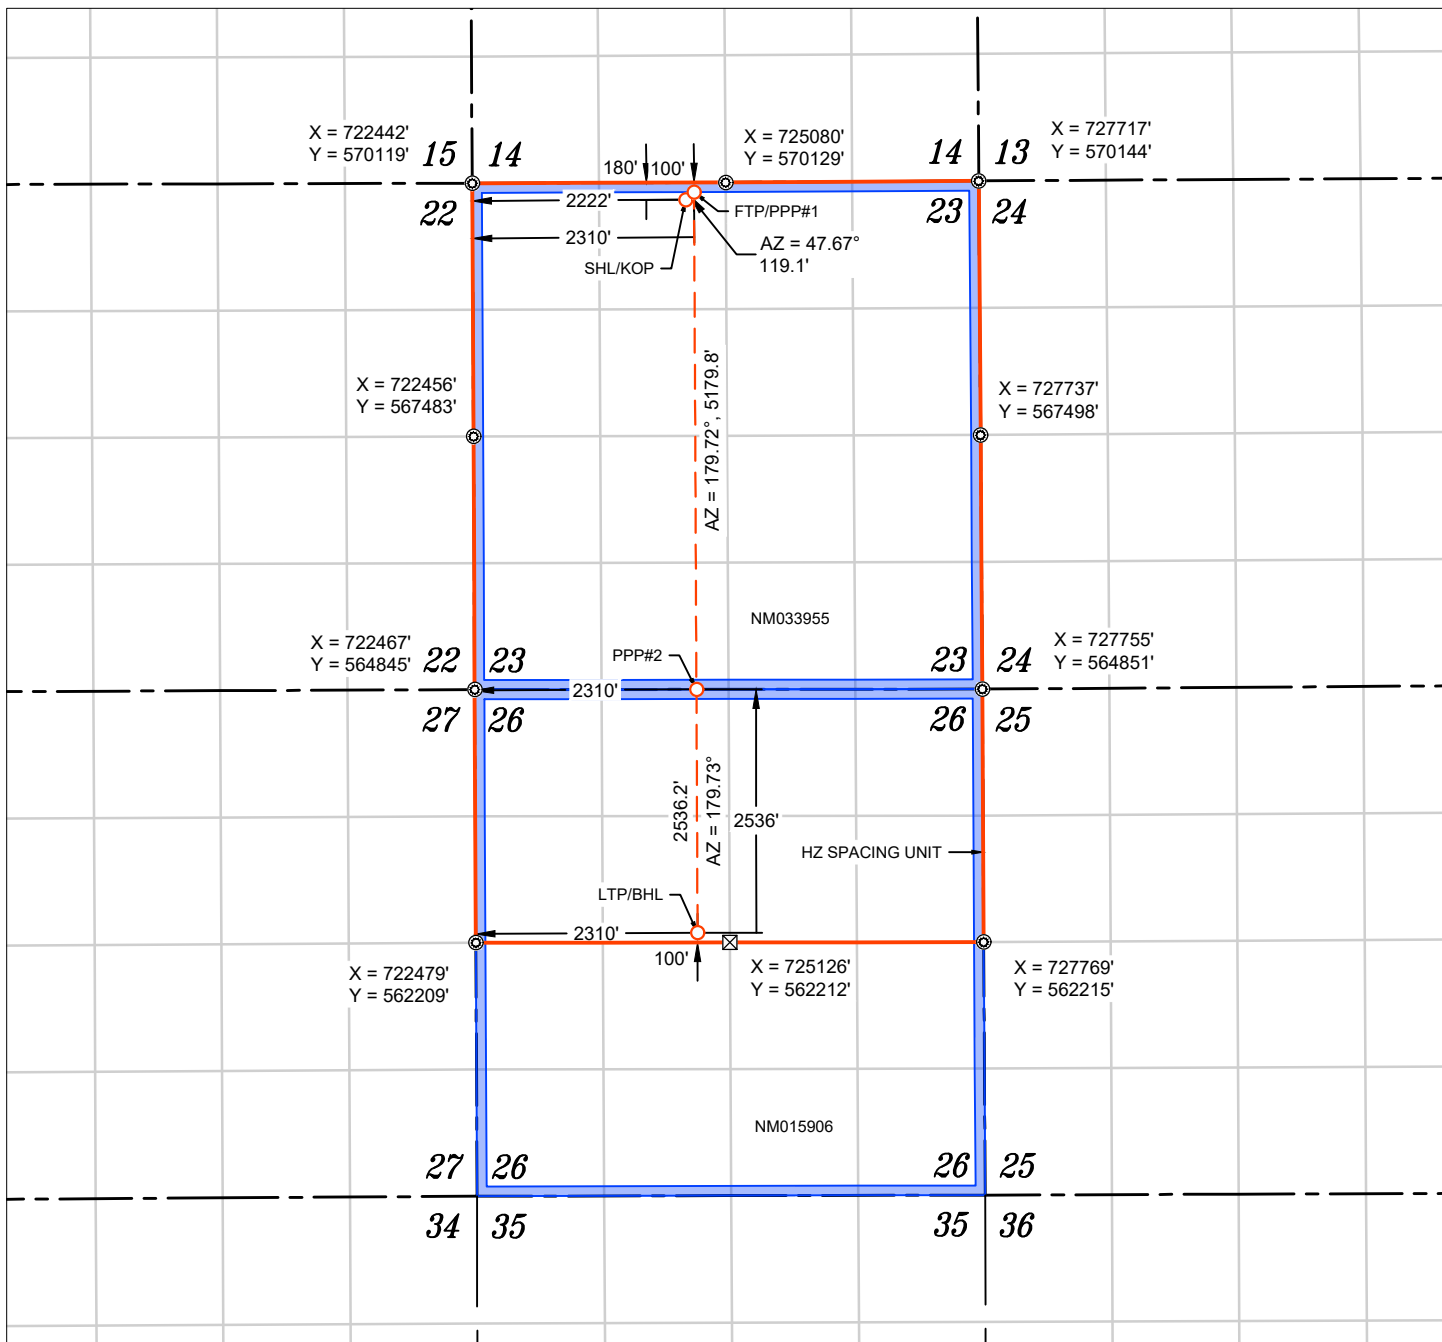 X = 722442'
Y = 570119'
15 14
X = 725080'
Y = 570129'
14 13
X = 727717'
Y = 570144'
180' 100'
22
2222'
FTP/PPP#1
23 24
2310'
AZ = 47.67°
119.1'
SHL/KOP
AZ = 179.72°, 5179.8'
X = 722456'
Y = 567483'
X = 727737'
Y = 567498'
NM033955
X = 722467'
Y = 564845'
22 23
PPP#2
23 24
X = 727755'
Y = 564851'
2310'
27 26
26 25
2536.2'
AZ = 179.73°
2536'
HZ SPACING UNIT
LTP/BHL
2310'
100'
X = 722479'
Y = 562209'
X = 725126'
Y = 562212'
X = 727769'
Y = 562215'
NM015906
27 26
26 25
34 35
35 36